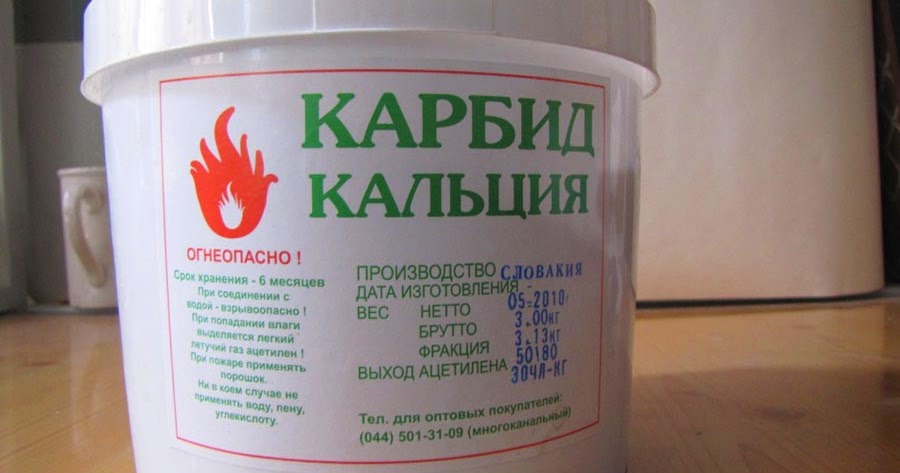 КАРБИД
КАЛЬЦИЯ
ОГНЕОПАСНО !
Срок хранения - 6 месяцев
При соединении с
водой - взрывоопасно !
При попадании влаги
выделяется легкий
летучий газ ацетилен !
При пожаре применять
порошок.
Ни в коем случае не
применять воду, пену,
углекислоту.
ПРОИЗВОДСТВО СЛОВАКИЯ
ДАТА ИЗГОТОВЛЕНИЯ 05-2010г
ВЕС НЕТТО 3.00кг
БРУТТО 3.13кг
ФРАКЦИЯ 50\80
ВЫХОД АЦЕТИЛЕНА 304Л-КГ
Тел. для оптовых покупателей:
(044) 501-31-09 (многоканальный)